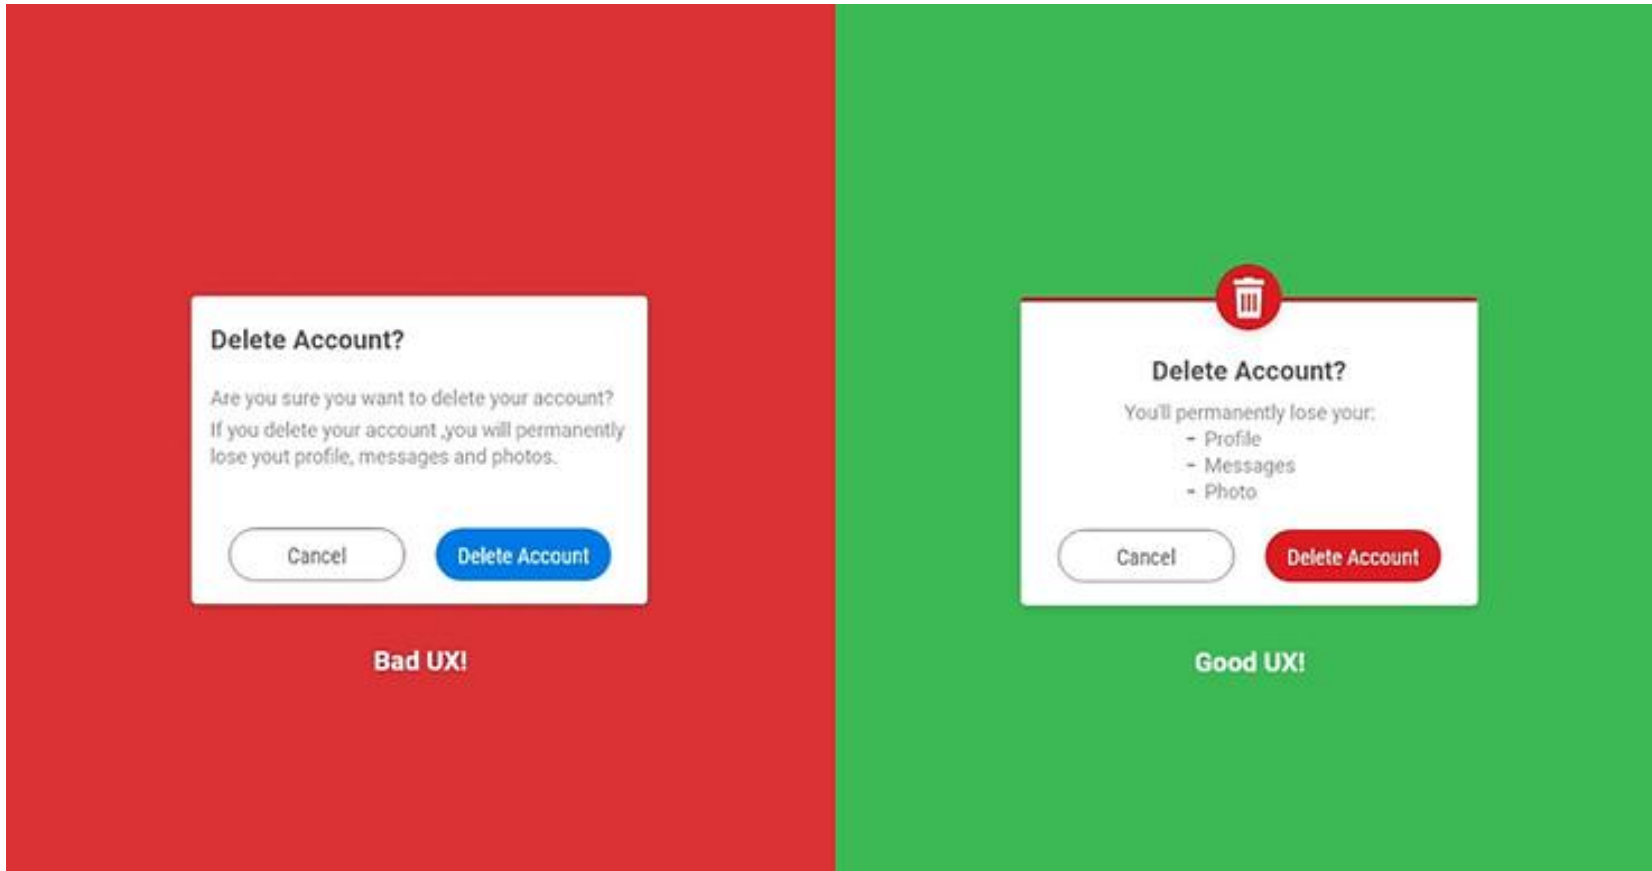 Delete Account?
Are you sure you want to delete your account?
If you delete your account ,you will permanently
lose yout profile, messages and photos.
Cancel
Delete Account
Bad UX!
Delete Account?
You'll permanently lose your:
- Profile
- Messages
- Photo
Cancel
Delete Account
Good UX!